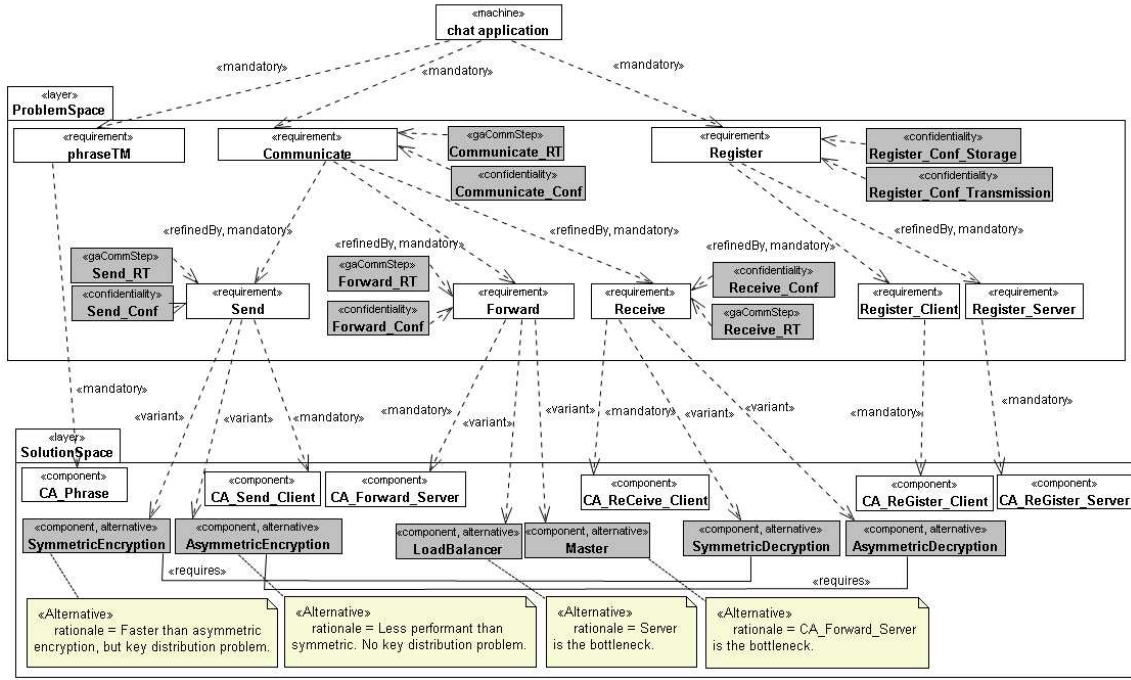 «machine»
chat application
«mandatory»
«mandatory»
«mandatory»
«layer»
ProblemSpace
«requirement»
phraseTM
«requirement»
Communicate
«gaCommStep»
Communicate_RT
«confidentiality»
Communicate_Conf
«requirement»
Register
«confidentiality»
Register_Conf_Storage
«confidentiality»
Register_Conf_Transmission
«refinedBy, mandatory»
«refinedBy, mandatory»
«refinedBy, mandatory»
«refinedBy, mandatory»
«gaCommStep»
Send_RT
«confidentiality»
Send_Conf
«requirement»
Send
«gaCommStep»
Forward_RT
«confidentiality»
Forward_Conf
«requirement»
Forward
«requirement»
Receive
«confidentiality»
Receive_Conf
«gaCommStep»
Receive_RT
«requirement»
Register_Client
«requirement»
Register_Server
«mandatory»
«variant»
«variant»
«mandatory»
«mandatory»
«variant»
«variant»
«mandatory»
«variant»
«variant»
«mandatory»
«mandatory»
«layer»
SolutionSpace
«component»
CA_Phrase
«component»
CA_Send_Client
«component»
CA_Forward_Server
«component»
CA_ReCeive_Client
«component»
CA_ReGister_Client
«component»
CA_ReGister_Server
«component, alternative»
SymmetricEncryption
«component, alternative»
AsymmetricEncryption
«component, alternative»
LoadBalancer
«component, alternative»
Master
«component, alternative»
SymmetricDecryption
«component, alternative»
AsymmetricDecryption
«requires»
«requires»
«Alternative»
rationale = Faster than asymmetric
encryption, but key distribution problem.
«Alternative»
rationale = Less performant than
symmetric. No key distribution problem.
«Alternative»
rationale = Server
is the bottleneck.
«Alternative»
rationale = CA_Forward_Server
is the bottleneck.